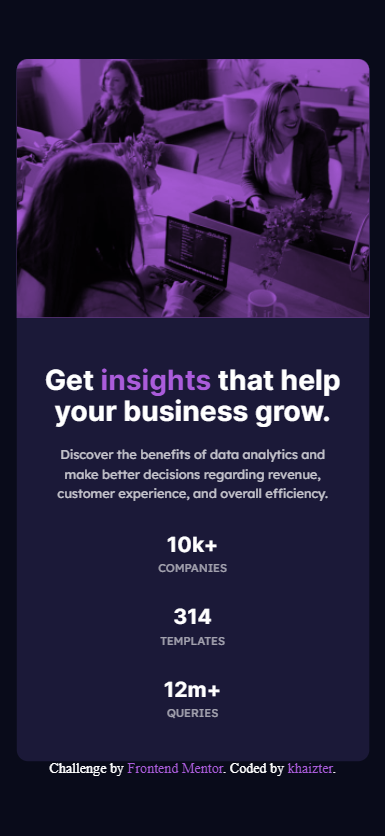 Get insights that help
your business grow.
Discover the benefits of data analytics and
make better decisions regarding revenue,
customer experience, and overall efficiency.
10k+
COMPANIES
314
TEMPLATES
12m+
QUERIES
Challenge by Frontend Mentor. Coded by khaizter.